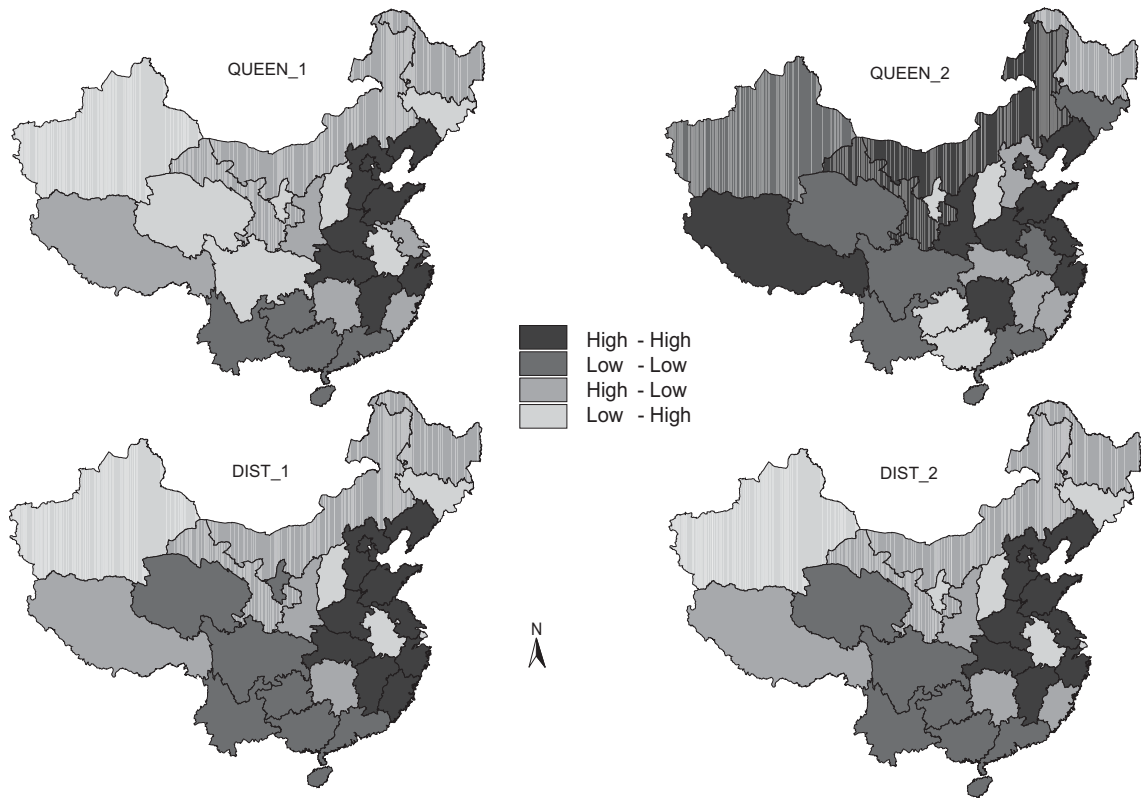 QUEEN_1
QUEEN_2
High - High
Low - Low
High - Low
Low - High
DIST_1
DIST_2
N